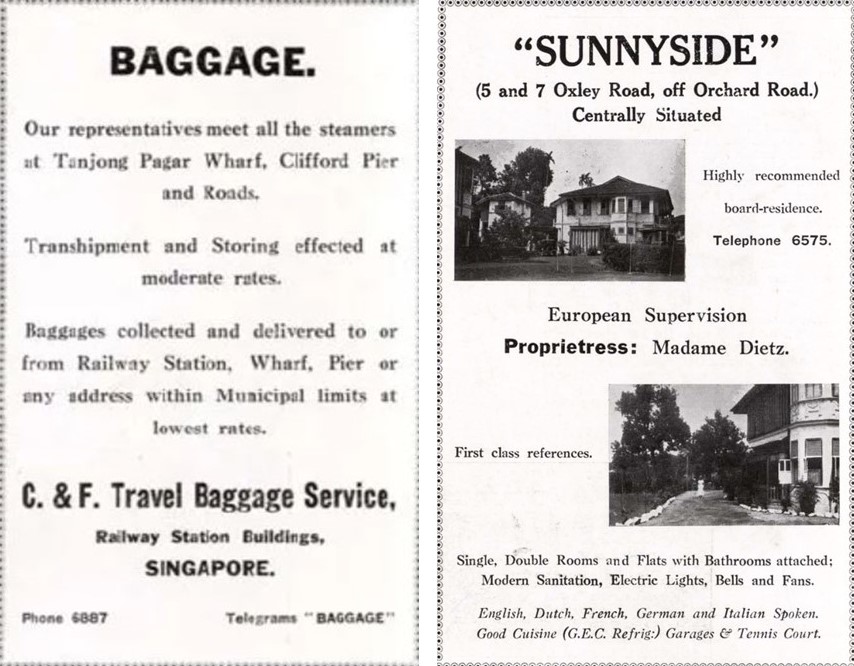 BAGGAGE.
Our representatives meet all the steamers
at Tanjong Pagar Wharf, Clifford Pier
and Roads.
Transhipment and Storing effected at
moderate rates.
Baggages collected and delivered to or
from Railway Station, Wharf, Pier or
any address within Municipal limits at
lowest rates.
C. & F. Travel Baggage Service,
Railway Station Buildings,
SINGAPORE.
Phone 6887
Telegrams "BAGGAGE"
"SUNNYSIDE"
(5 and 7 Oxley Road, off Orchard Road.)
Centrally Situated
Highly recommended
board-residence.
Telephone 6575.
European Supervision
Proprietress: Madame Dietz.
First class references.
Single, Double Rooms and Flats with Bathrooms attached;
Modern Sanitation, Electric Lights, Bells and Fans.
English, Dutch, French, German and Italian Spoken.
Good Cuisine (G.E.C. Refrig:) Garages & Tennis Court.